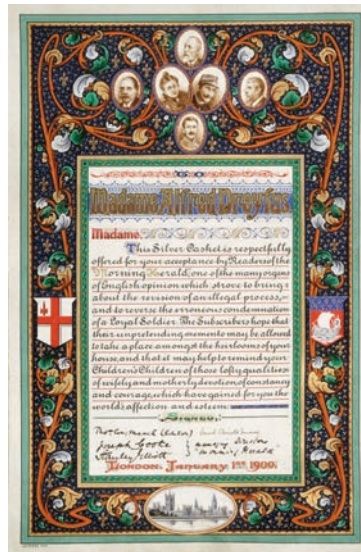 Madame Alfred Dreyfus
Madame.
This Silver Casket is respectfully
offered for your acceptance by Readers of the
Morning Herald, one of the many organs
of English opinion which strove to bring
about the revision of an illegal process,—
and to reverse the erroneous condemnation
of a Loyal Soldier. The Subscribers hope that
their unpretending memento may be allowed
to take a place amongst the heirlooms of your
house, and that it may help to remind your
Children's Children of those lofty qualities
of wifely and motherly devotion, of constancy
and courage, which have gained for you the
world's affection and esteem.
Signed,
Joseph Cooke
London, January 1st 1900.